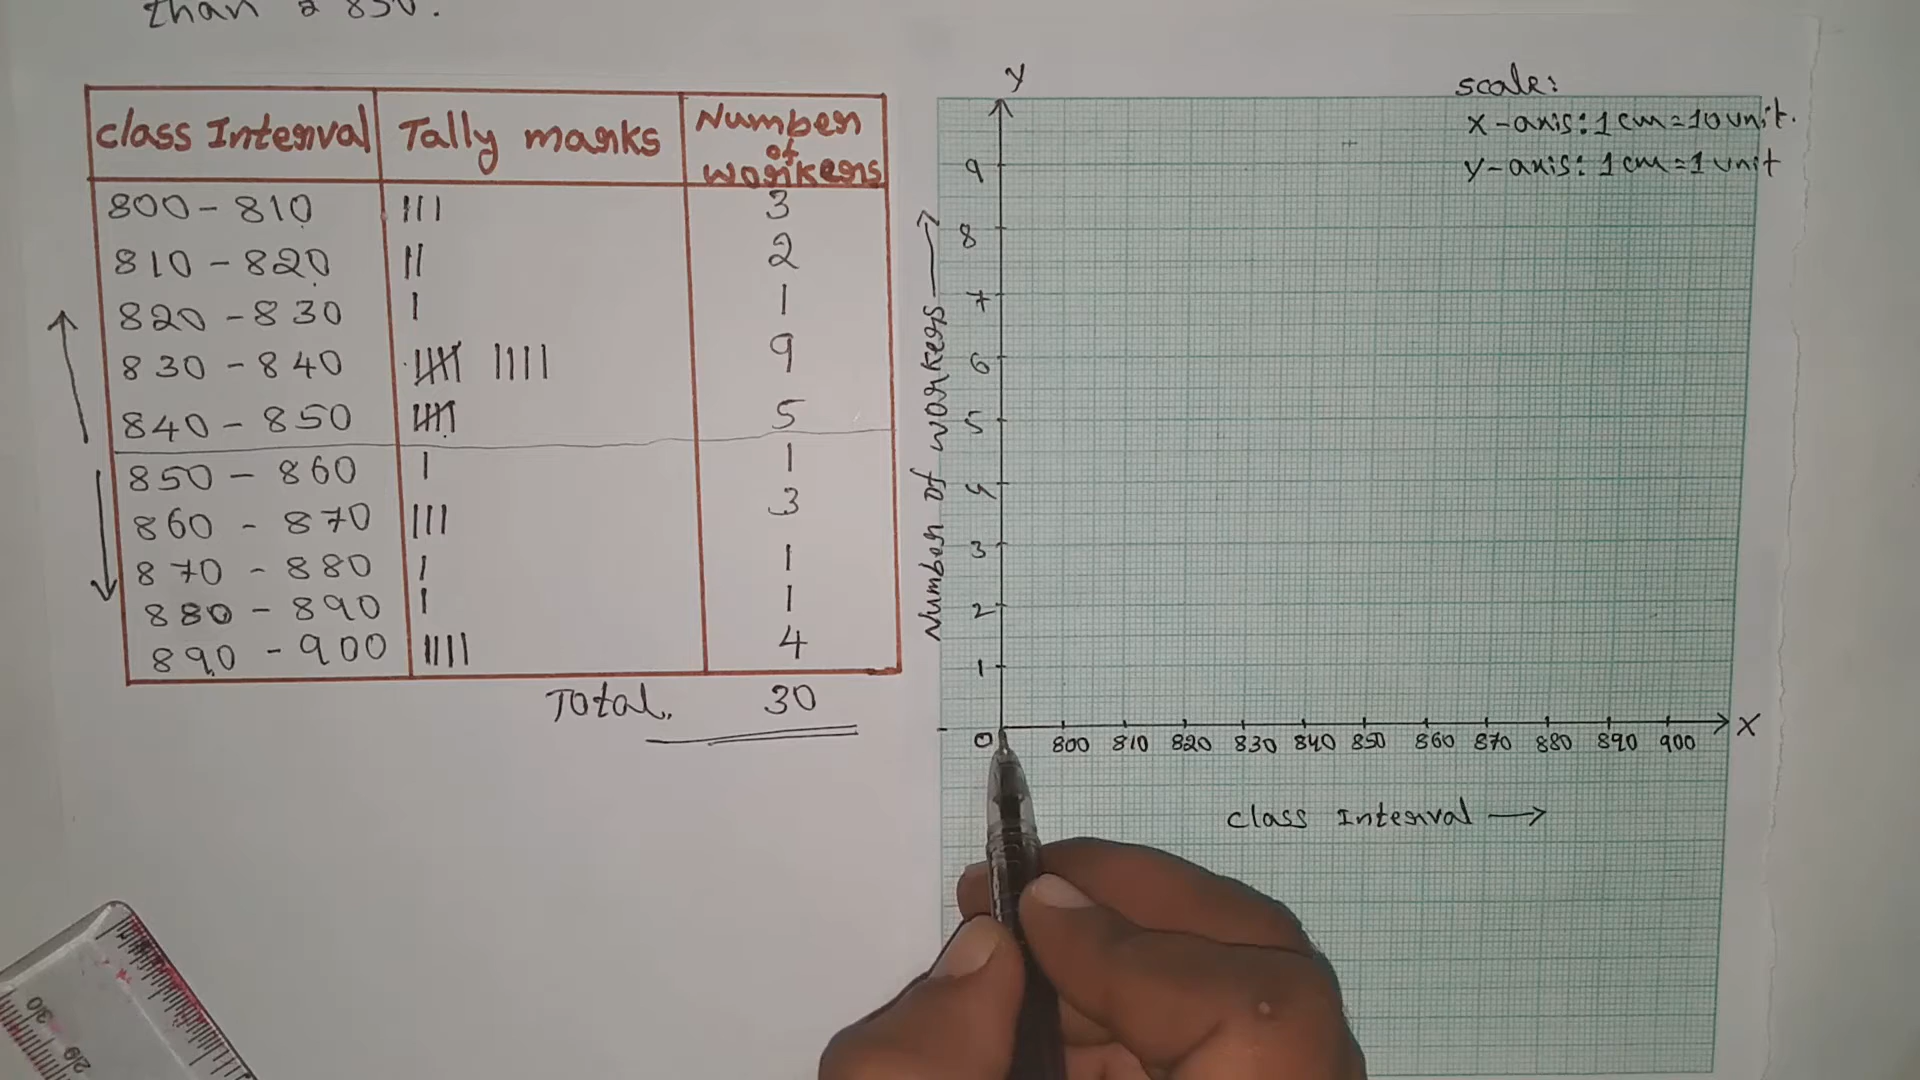 than ₹ 850.
class Interval Tally marks Number of workers
800 - 810 ||| 3
810 - 820 || 2
820 - 830 | 1
830 - 840 |||| |||| 9
840 - 850 |||| 5
850 - 860 | 1
860 - 870 ||| 3
870 - 880 | 1
880 - 890 | 1
890 - 900 |||| 4
Total. 30
scale:
x-axis: 1 cm = 10 unit.
y-axis: 1 cm = 1 unit
Y
9
8
7
6
5
4
3
2
1
Number of workers →
0 800 810 820 830 840 850 860 870 880 890 900 X
class Interval →
30
29